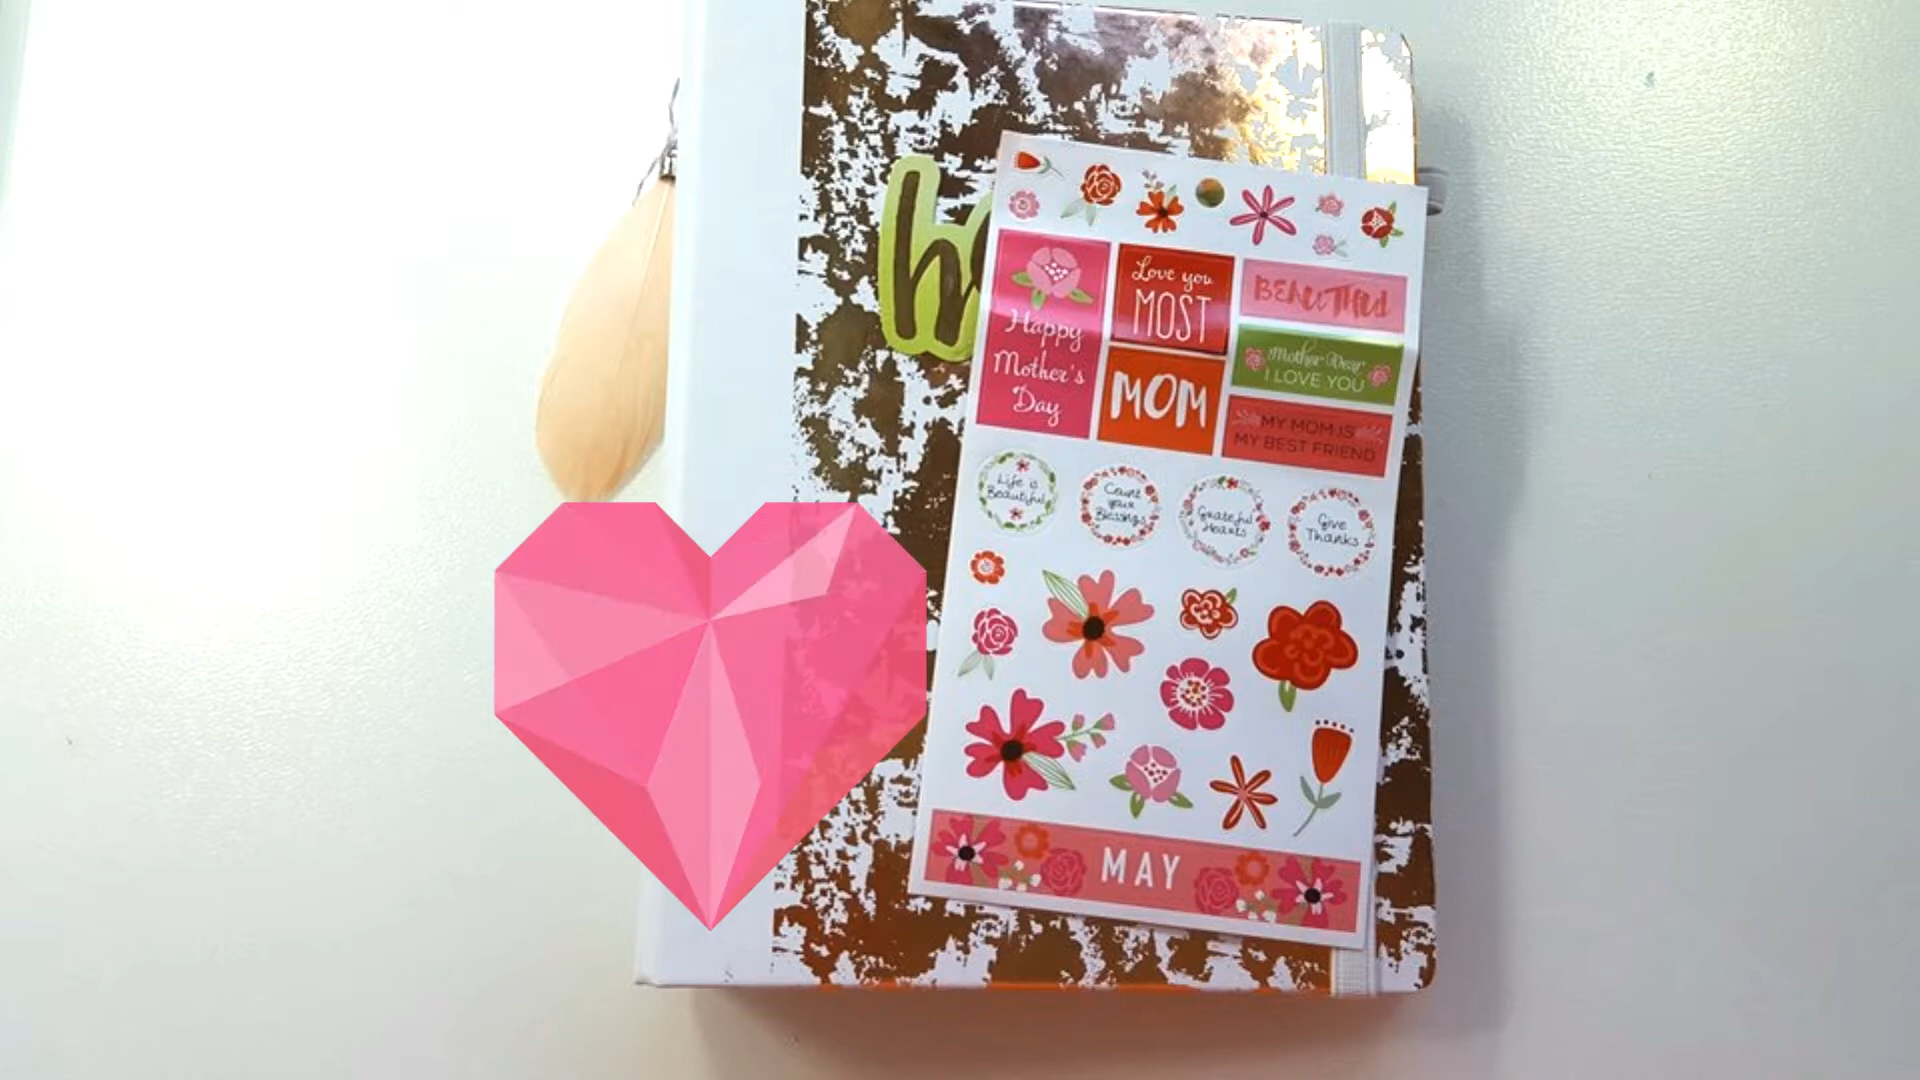 h
Happy
Mother's
Day
Love you
MOST
MOM
BEAUTIFUL
Mother Dear
I LOVE YOU
MY MOM IS
MY BEST FRIEND
Life is
Beautiful
Count
your
Blessings
Grateful
Hearts
Give
Thanks
MAY